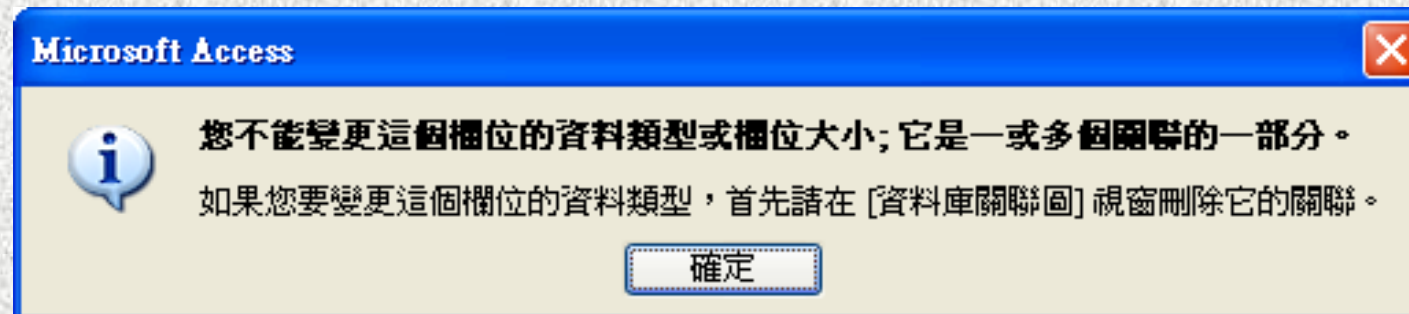 Microsoft Access
您不能變更這個欄位的資料類型或欄位大小; 它是一或多個關聯的一部分。
如果您要變更這個欄位的資料類型，首先請在 [資料庫關聯圖] 視窗刪除它的關聯。
確定